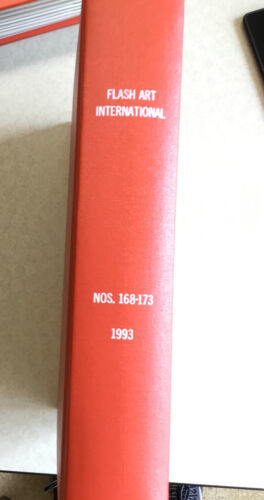 FLASH ART
INTERNATIONAL
NOS. 168-173
1993